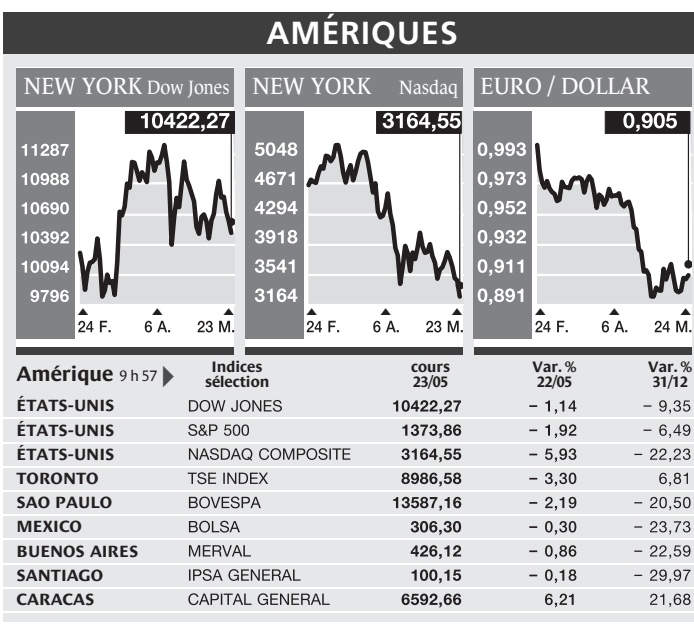 AMÉRIQUES
NEW YORK Dow Jones
10422,27
11287
10988
10690
10392
10094
9796
24 F. 6 A. 23 M.
NEW YORK Nasdaq
3164,55
5048
4671
4294
3918
3541
3164
24 F. 6 A. 23 M.
EURO / DOLLAR
0,905
0,993
0,973
0,952
0,932
0,911
0,891
24 F. 6 A. 24 M.
Amérique 9 h 57 Indices sélection cours 23/05 Var. % 22/05 Var. % 31/12
ÉTATS-UNIS DOW JONES 10422,27 – 1,14 – 9,35
ÉTATS-UNIS S&P 500 1373,86 – 1,92 – 6,49
ÉTATS-UNIS NASDAQ COMPOSITE 3164,55 – 5,93 – 22,23
TORONTO TSE INDEX 8986,58 – 3,30 6,81
SAO PAULO BOVESPA 13587,16 – 2,19 – 20,50
MEXICO BOLSA 306,30 – 0,30 – 23,73
BUENOS AIRES MERVAL 426,12 – 0,86 – 22,59
SANTIAGO IPSA GENERAL 100,15 – 0,18 – 29,97
CARACAS CAPITAL GENERAL 6592,66 6,21 21,68